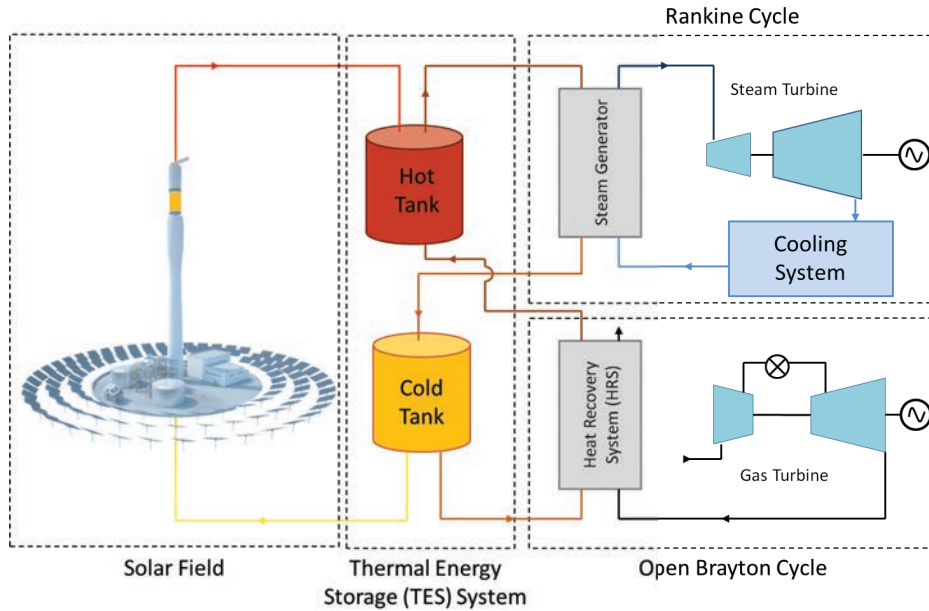 Rankine Cycle
Steam Turbine
Steam Generator
Hot
Tank
Cooling
System
Cold
Tank
Heat Recovery
System (HRS)
Gas Turbine
Solar Field
Thermal Energy
Storage (TES) System
Open Brayton Cycle